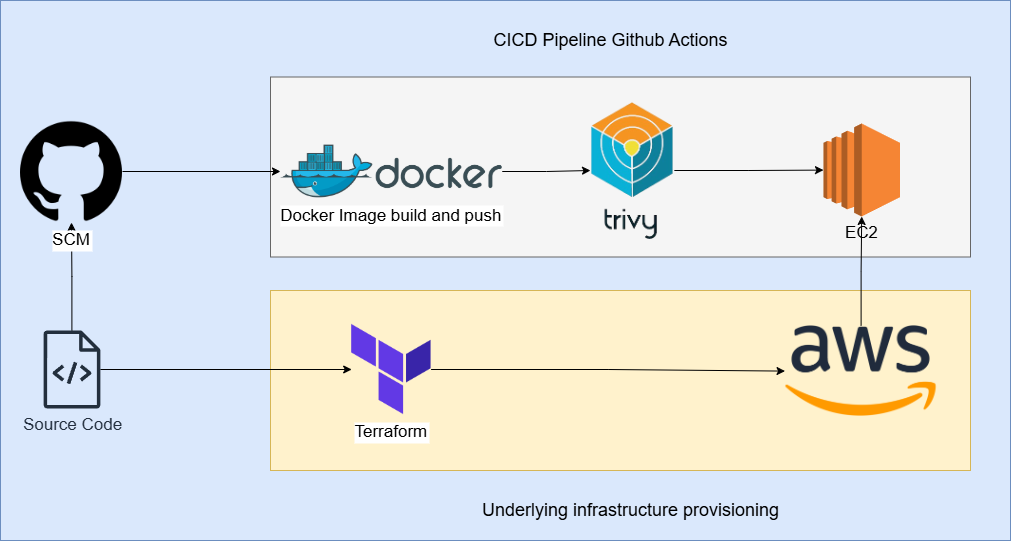 CICD Pipeline Github Actions
docker
Docker Image build and push
trivy
EC2
SCM
</>
Source Code
Terraform
aws
Underlying infrastructure provisioning